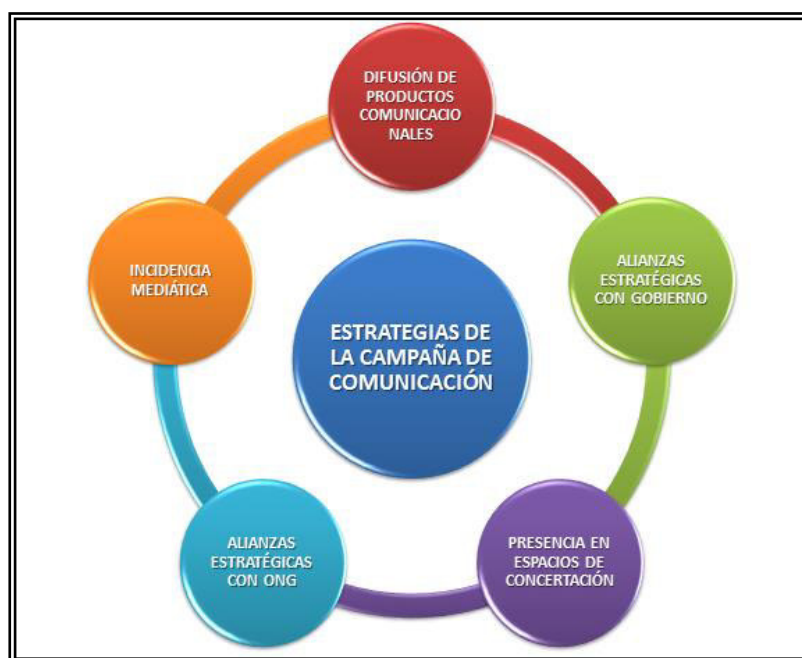 DIFUSIÓN DE
PRODUCTOS
COMUNICACIO
NALES
ALIANZAS
ESTRATÉGICAS
CON GOBIERNO
PRESENCIA EN
ESPACIOS DE
CONCERTACIÓN
ALIANZAS
ESTRATÉGICAS
CON ONG
INCIDENCIA
MEDIÁTICA
ESTRATEGIAS DE
LA CAMPAÑA DE
COMUNICACIÓN